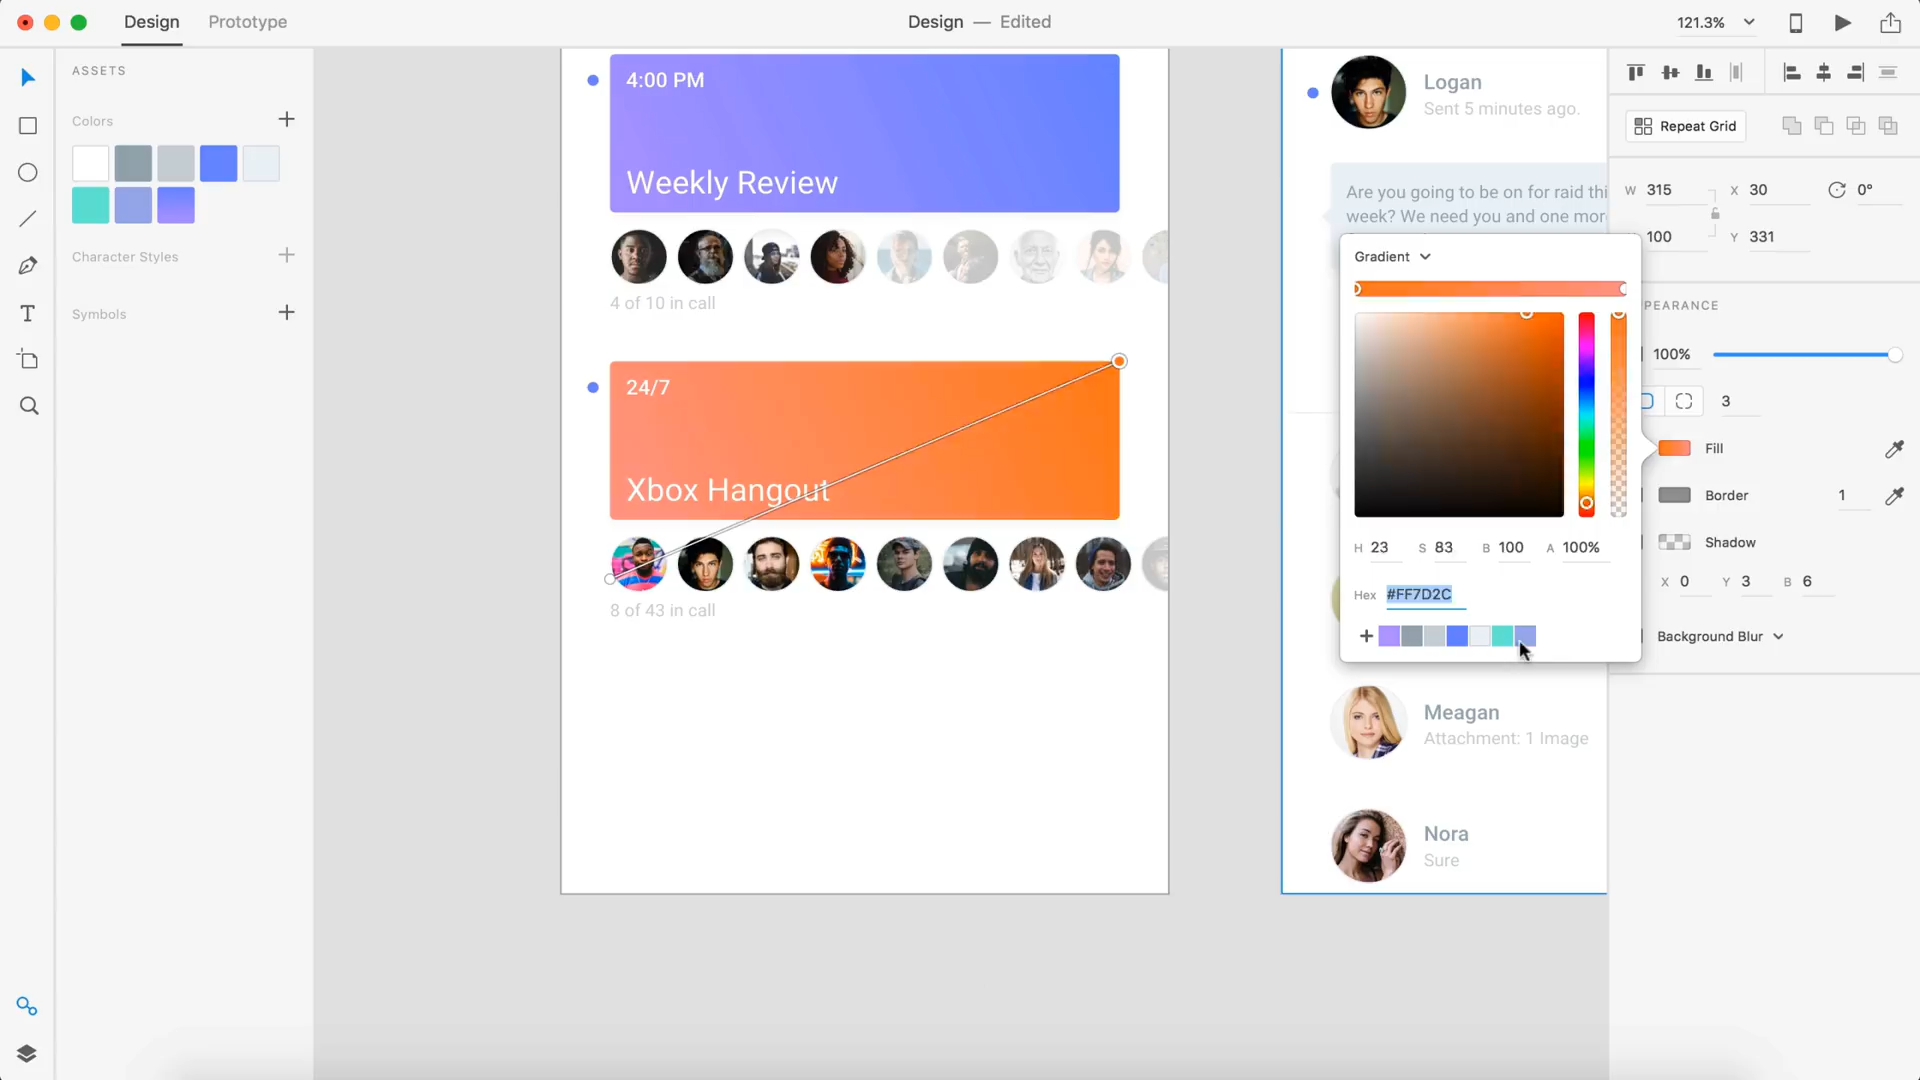 Design
Prototype
Design — Edited
121.3%
ASSETS
Colors
Character Styles
Symbols
4:00 PM
Weekly Review
4 of 10 in call
24/7
Xbox Hangout
8 of 43 in call
Logan
Sent 5 minutes ago.
Are you going to be on for raid thi
week? We need you and one mor
Meagan
Attachment: 1 Image
Nora
Sure
Gradient
H 23 S 83 B 100 A 100%
Hex #FF7D2C
Repeat Grid
W 315 X 30 0°
100 Y 331
PEARANCE
100%
3
Fill
Border 1
Shadow
X 0 Y 3 B 6
Background Blur